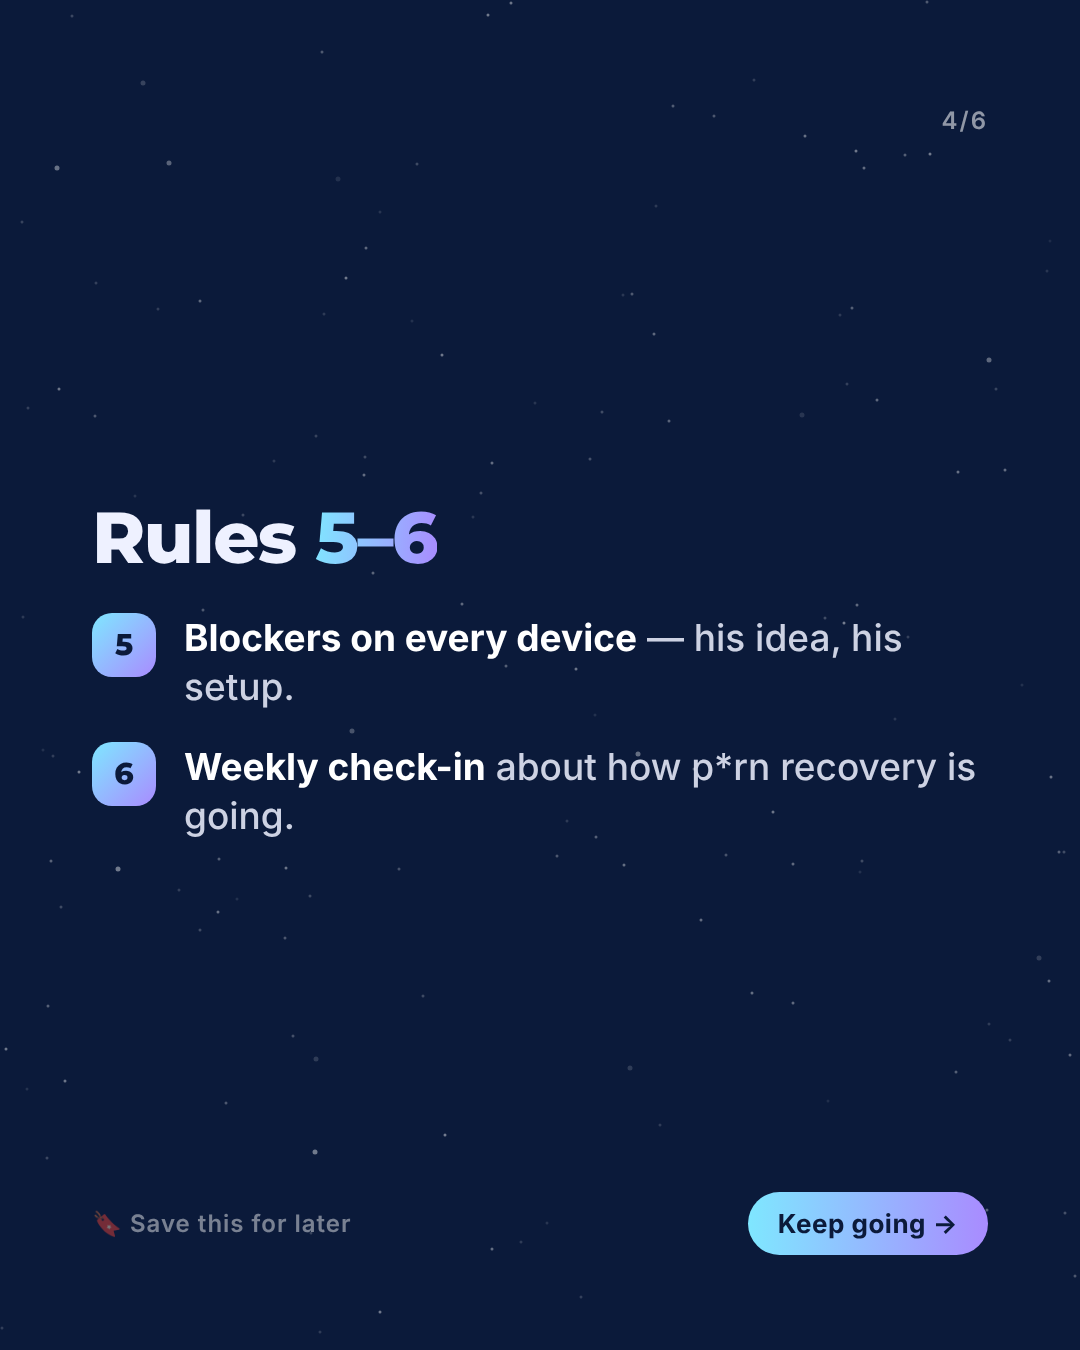 4/6
Rules 5–6
5
Blockers on every device — his idea, his
setup.
6
Weekly check-in about how p*rn recovery is
going.
🔖 Save this for later
Keep going →